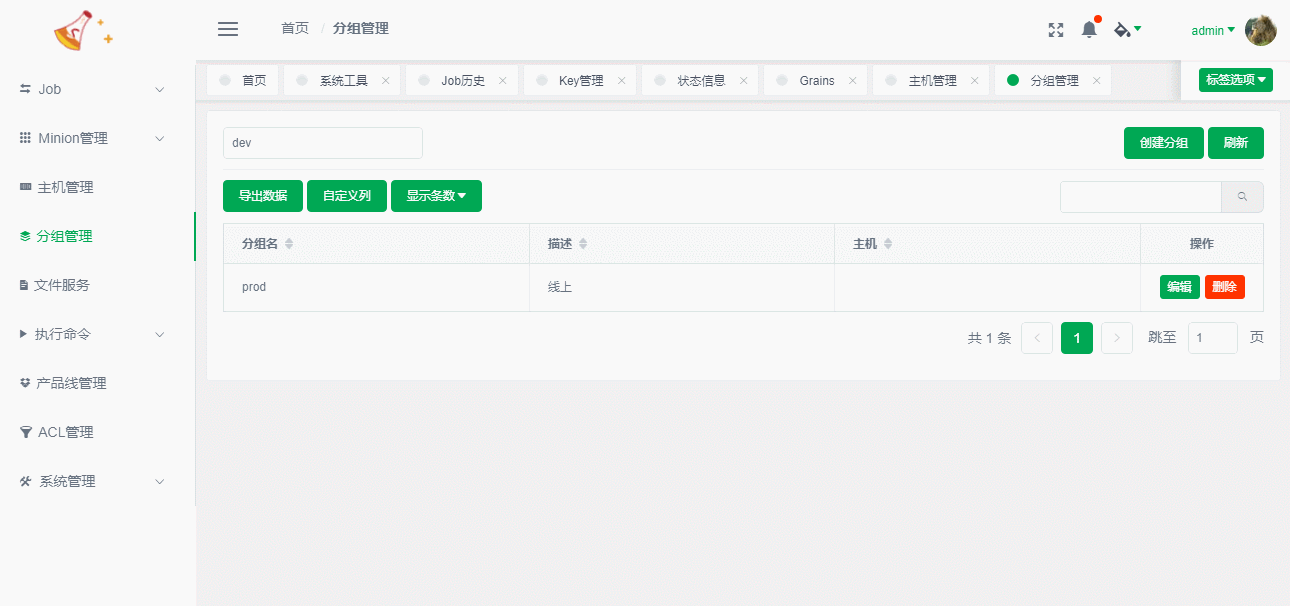 首页 / 分组管理
admin
Job
Minion管理
主机管理
分组管理
文件服务
执行命令
产品线管理
ACL管理
系统管理
首页 系统工具 Job历史 Key管理 状态信息 Grains 主机管理 分组管理 标签选项
dev 创建分组 刷新
导出数据 自定义列 显示条数
分组名 描述 主机 操作
prod 线上 编辑 删除
共 1 条 1 跳至 1 页